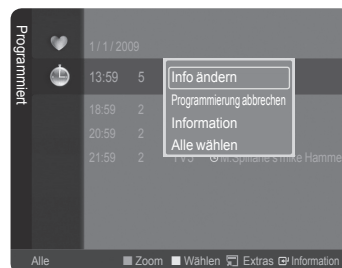 Programmiert
1 / 1 / 2009
13:59 5
Info ändern
Programmierung abbrechen
Information
Alle wählen
18:59 2
20:59 2
21:59 2 TV5 M.Spillane's mike Hamme
Alle Zoom Wählen Extras Information